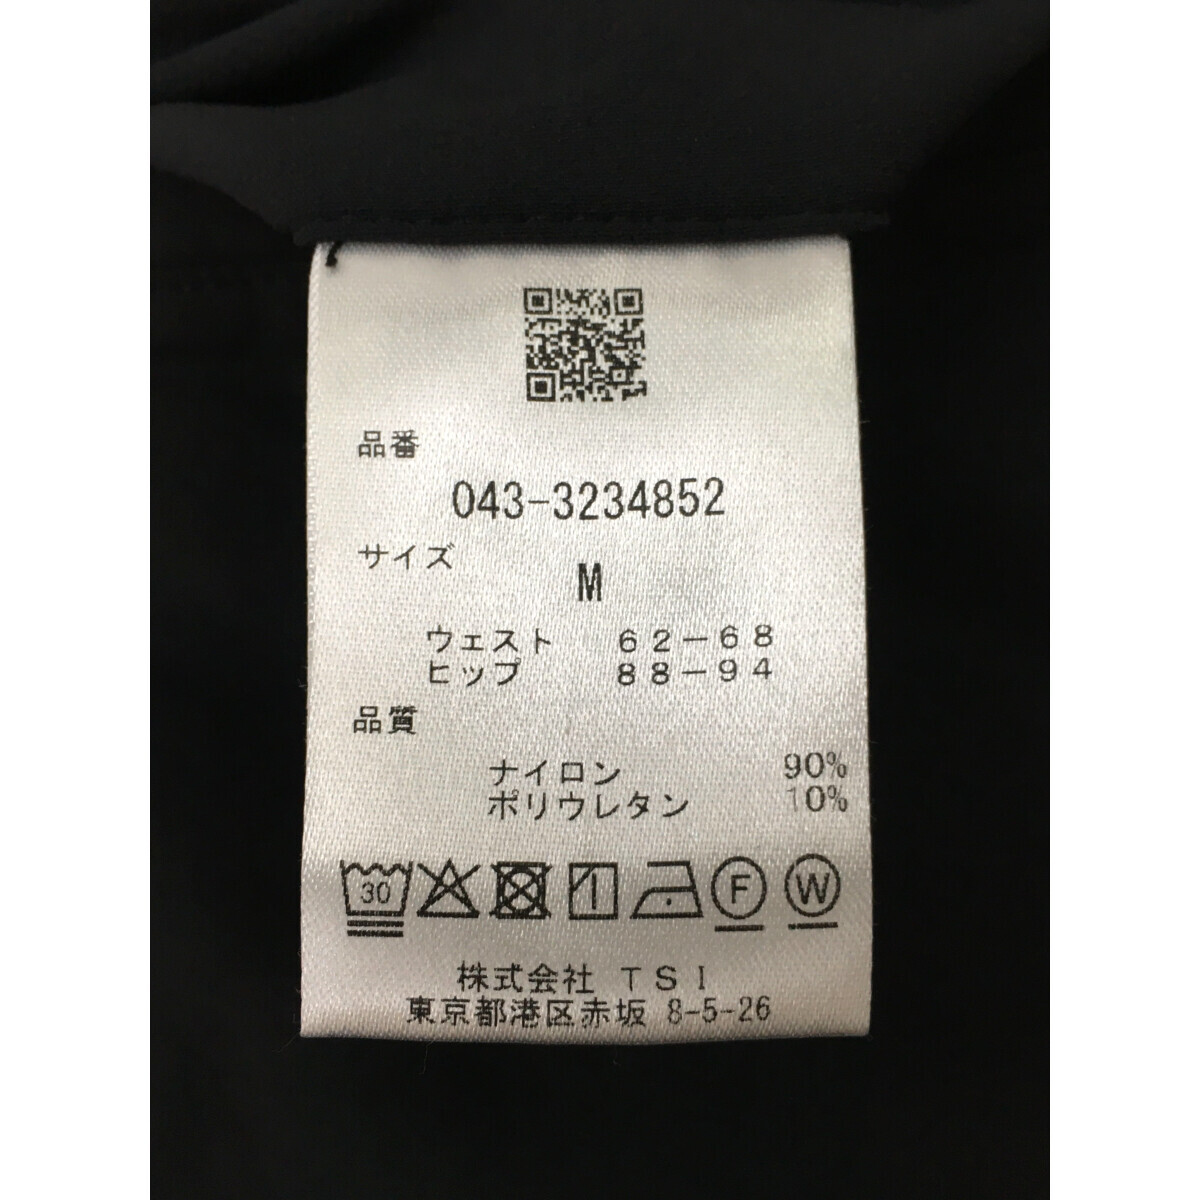 品番
043-3234852
サイズ
M
ウェスト 62-68
ヒップ 88-94
品質
ナイロン 90%
ポリウレタン 10%
30 F W
株式会社 TSI
東京都港区赤坂 8-5-26